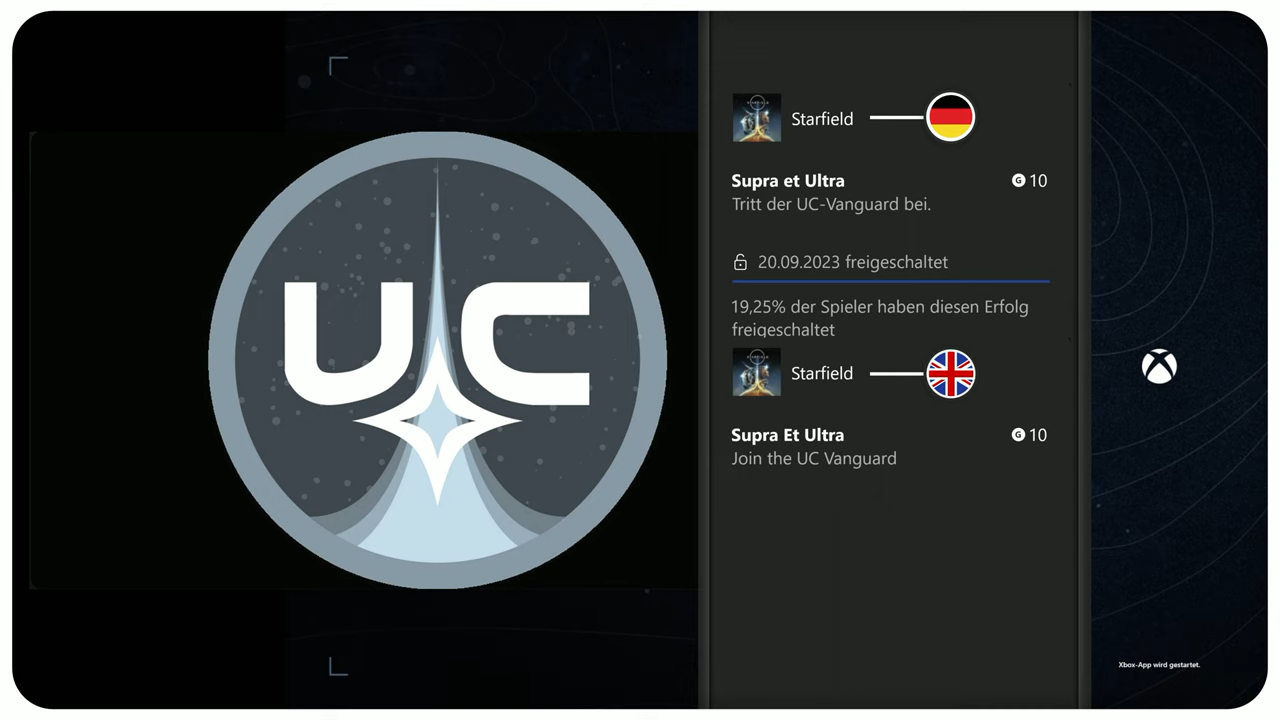 UC
Starfield
Supra et Ultra
G 10
Tritt der UC-Vanguard bei.
20.09.2023 freigeschaltet
19,25% der Spieler haben diesen Erfolg
freigeschaltet
Starfield
Supra Et Ultra
G 10
Join the UC Vanguard
Xbox-App wird gestartet.